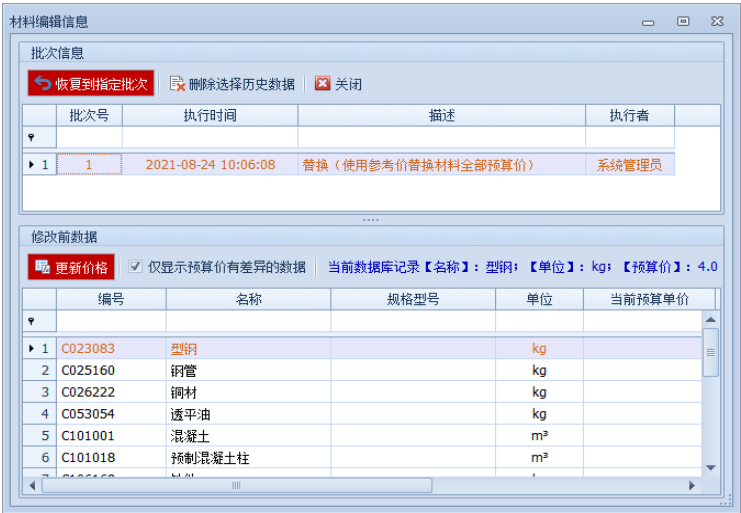 材料编辑信息
批次信息
恢复到指定批次 删除选择历史数据 关闭
批次号 执行时间 描述 执行者
1 1 2021-08-24 10:06:08 替换（使用参考价替换材料全部预算价） 系统管理员
修改前数据
更新价格 仅显示预算价有差异的数据 当前数据库记录【名称】：型钢；【单位】：kg；【预算价】：4.0
编号 名称 规格型号 单位 当前预算单价
1 C023083 型钢 kg
2 C025160 钢管 kg
3 C026222 铜材 kg
4 C053054 透平油 kg
5 C101001 混凝土 m³
6 C101018 预制混凝土柱 m³